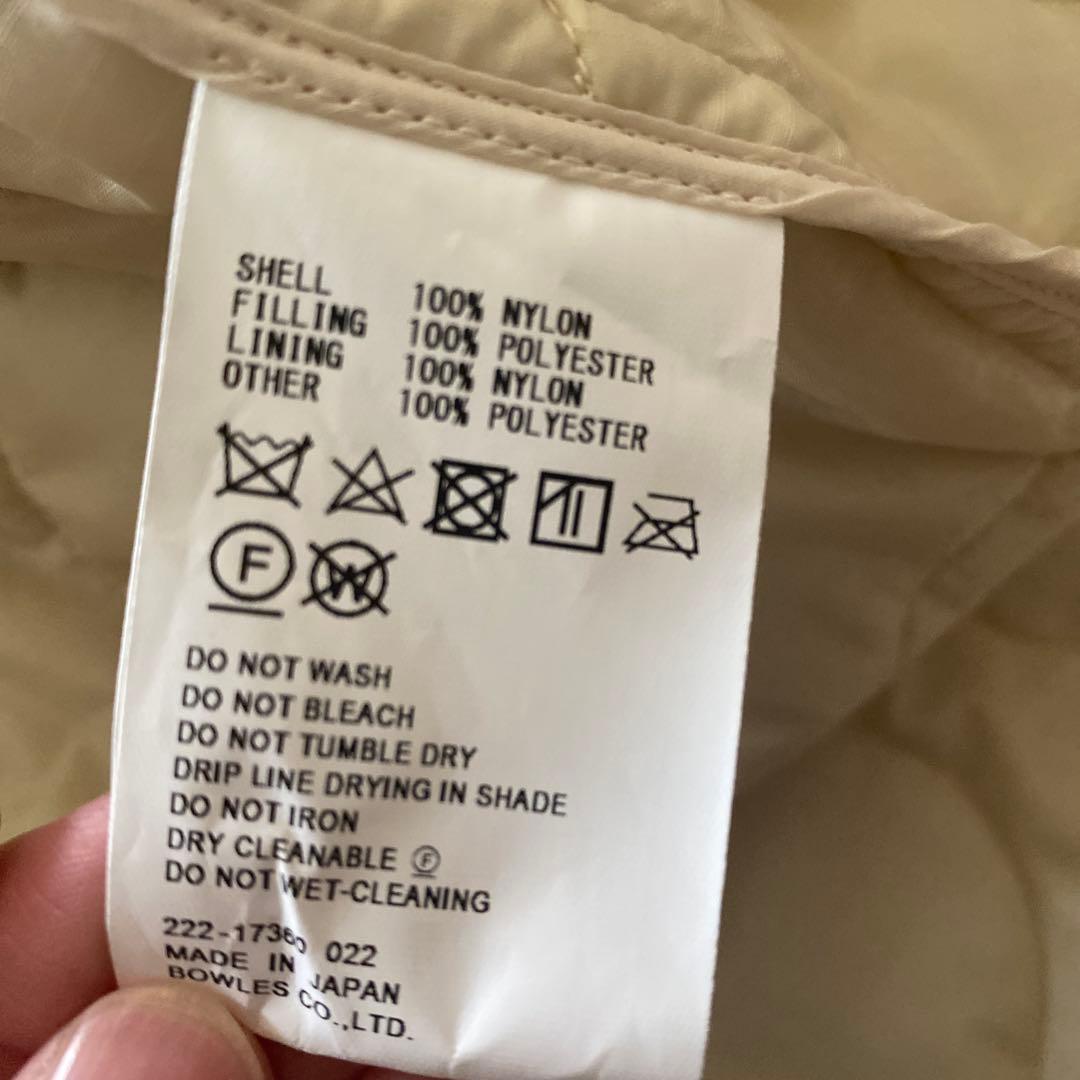 SHELL 100% NYLON
FILLING 100% POLYESTER
LINING 100% NYLON
OTHER 100% POLYESTER
F W
DO NOT WASH
DO NOT BLEACH
DO NOT TUMBLE DRY
DRIP LINE DRYING IN SHADE
DO NOT IRON
DRY CLEANABLE Ⓕ
DO NOT WET-CLEANING
222-17360 022
MADE IN JAPAN
BOWLES CO.,LTD.